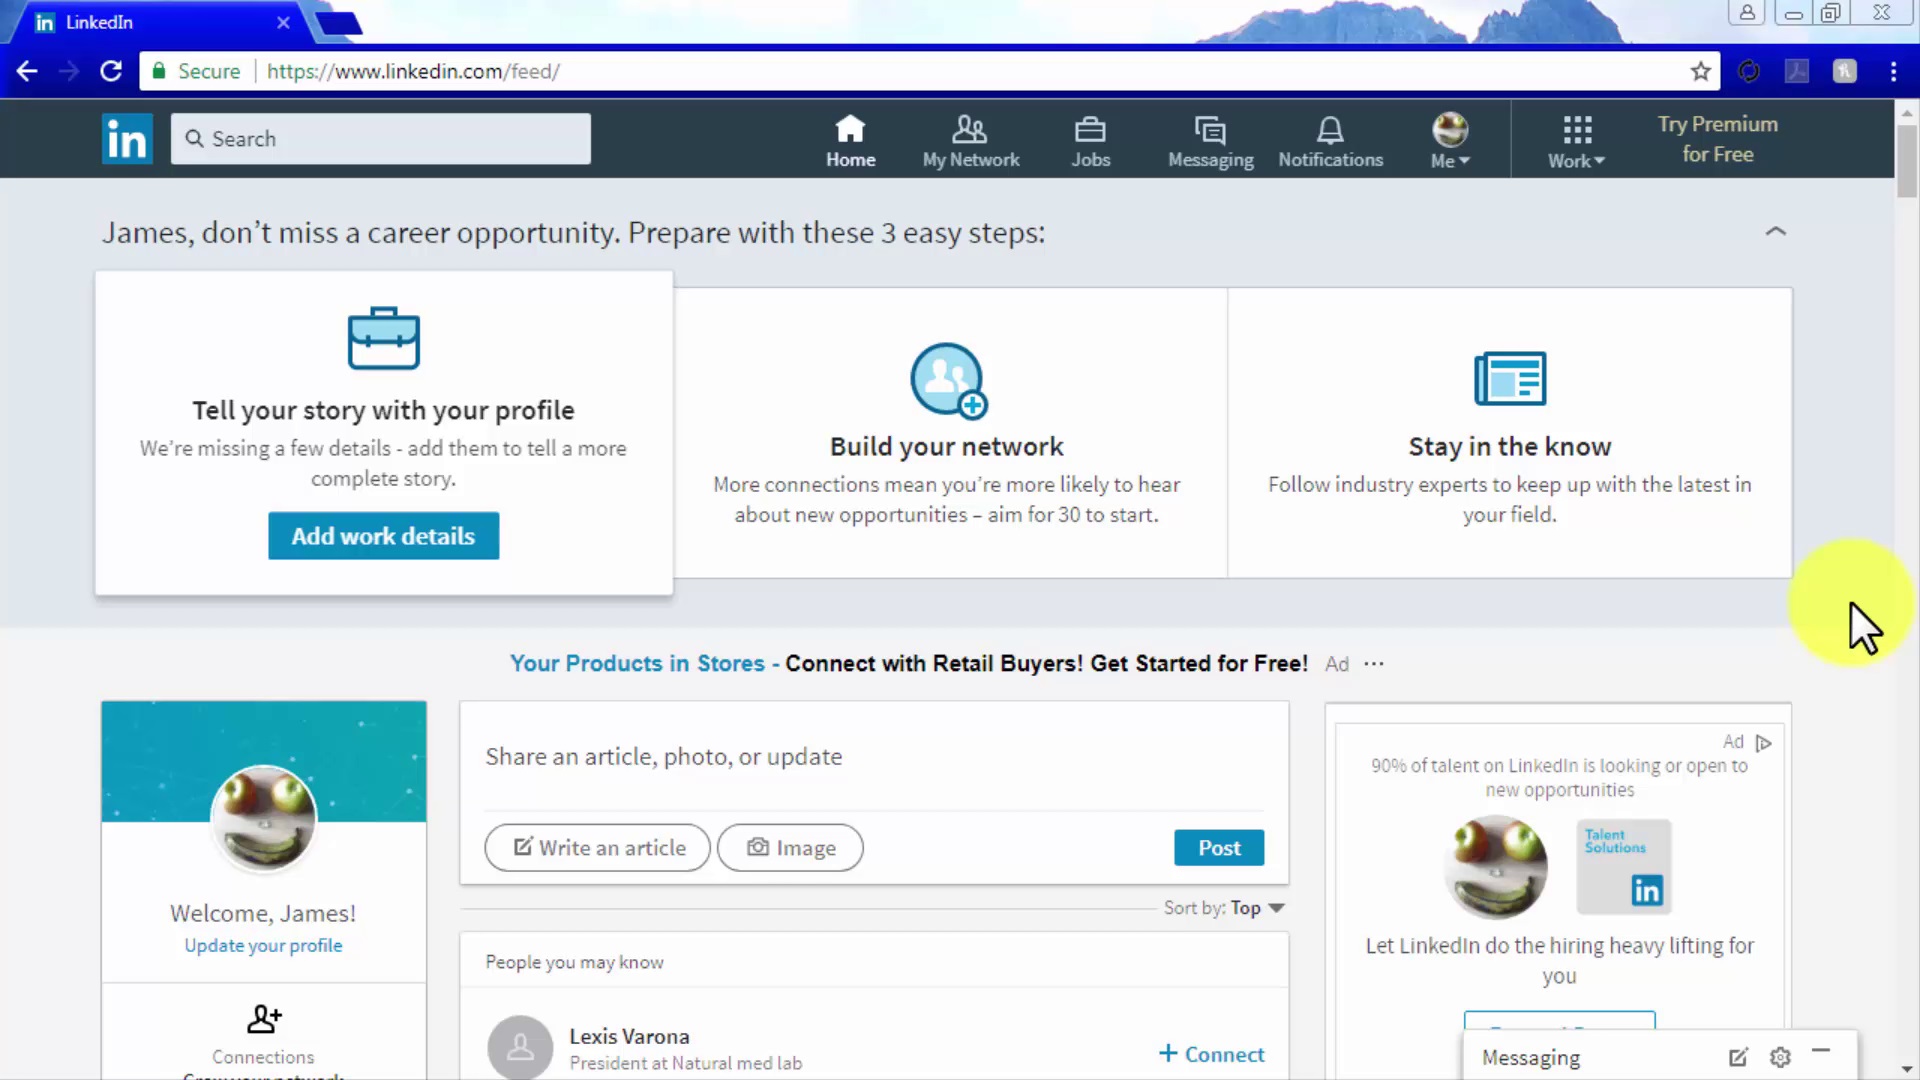 LinkedIn
Secure
https://www.linkedin.com/feed/
in
Search
Home
My Network
Jobs
Messaging
Notifications
Me
Work
Try Premium
for Free
James, don’t miss a career opportunity. Prepare with these 3 easy steps:
Tell your story with your profile
We’re missing a few details - add them to tell a more
complete story.
Add work details
Build your network
More connections mean you’re more likely to hear
about new opportunities – aim for 30 to start.
Stay in the know
Follow industry experts to keep up with the latest in
your field.
Your Products in Stores - Connect with Retail Buyers! Get Started for Free! Ad ···
Welcome, James!
Update your profile
Connections
Grow your network
Share an article, photo, or update
Write an article
Image
Post
Sort by: Top
People you may know
Lexis Varona
President at Natural med lab
+ Connect
Ad
90% of talent on LinkedIn is looking or open to
new opportunities
Talent
Solutions
in
Let LinkedIn do the hiring heavy lifting for
you
Messaging